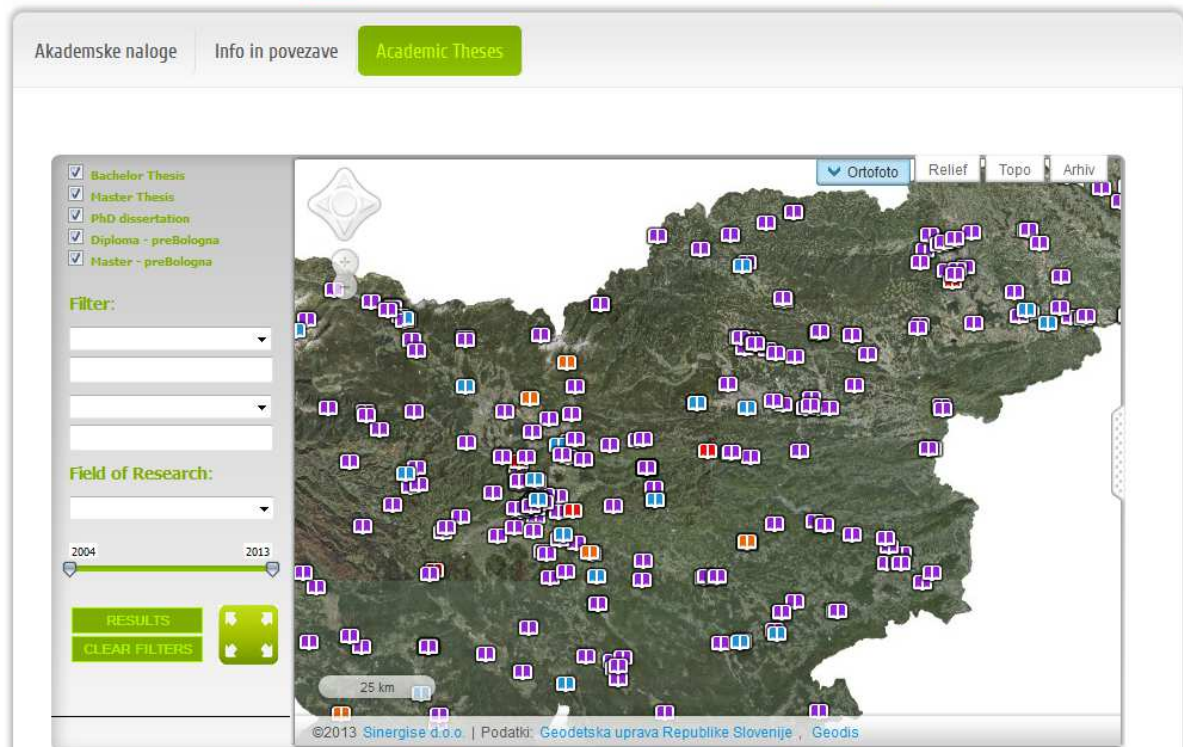 Akademske naloge
Info in povezave
Academic Theses
Bachelor Thesis
Master Thesis
PhD dissertation
Diploma - preBologna
Master - preBologna
Filter:
Field of Research:
2004 2013
RESULTS
CLEAR FILTERS
Ortofoto
Relief
Topo
Arhiv
25 km
©2013 Sinergise d.o.o. | Podatki: Geodetska uprava Republike Slovenije , Geodis